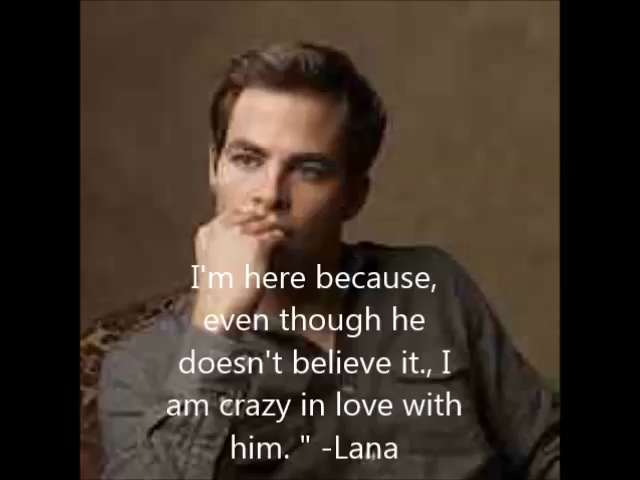 I'm here because,
even though he
doesn't believe it., I
am crazy in love with
him. " -Lana